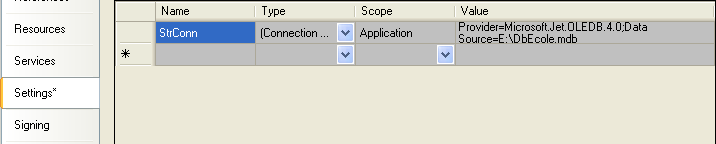 Name Type Scope Value
Resources
StrConn (Connection ... Application Provider=Microsoft.Jet.OLEDB.4.0;Data
Source=E:\DbEcole.mdb
Services
Settings*
Signing